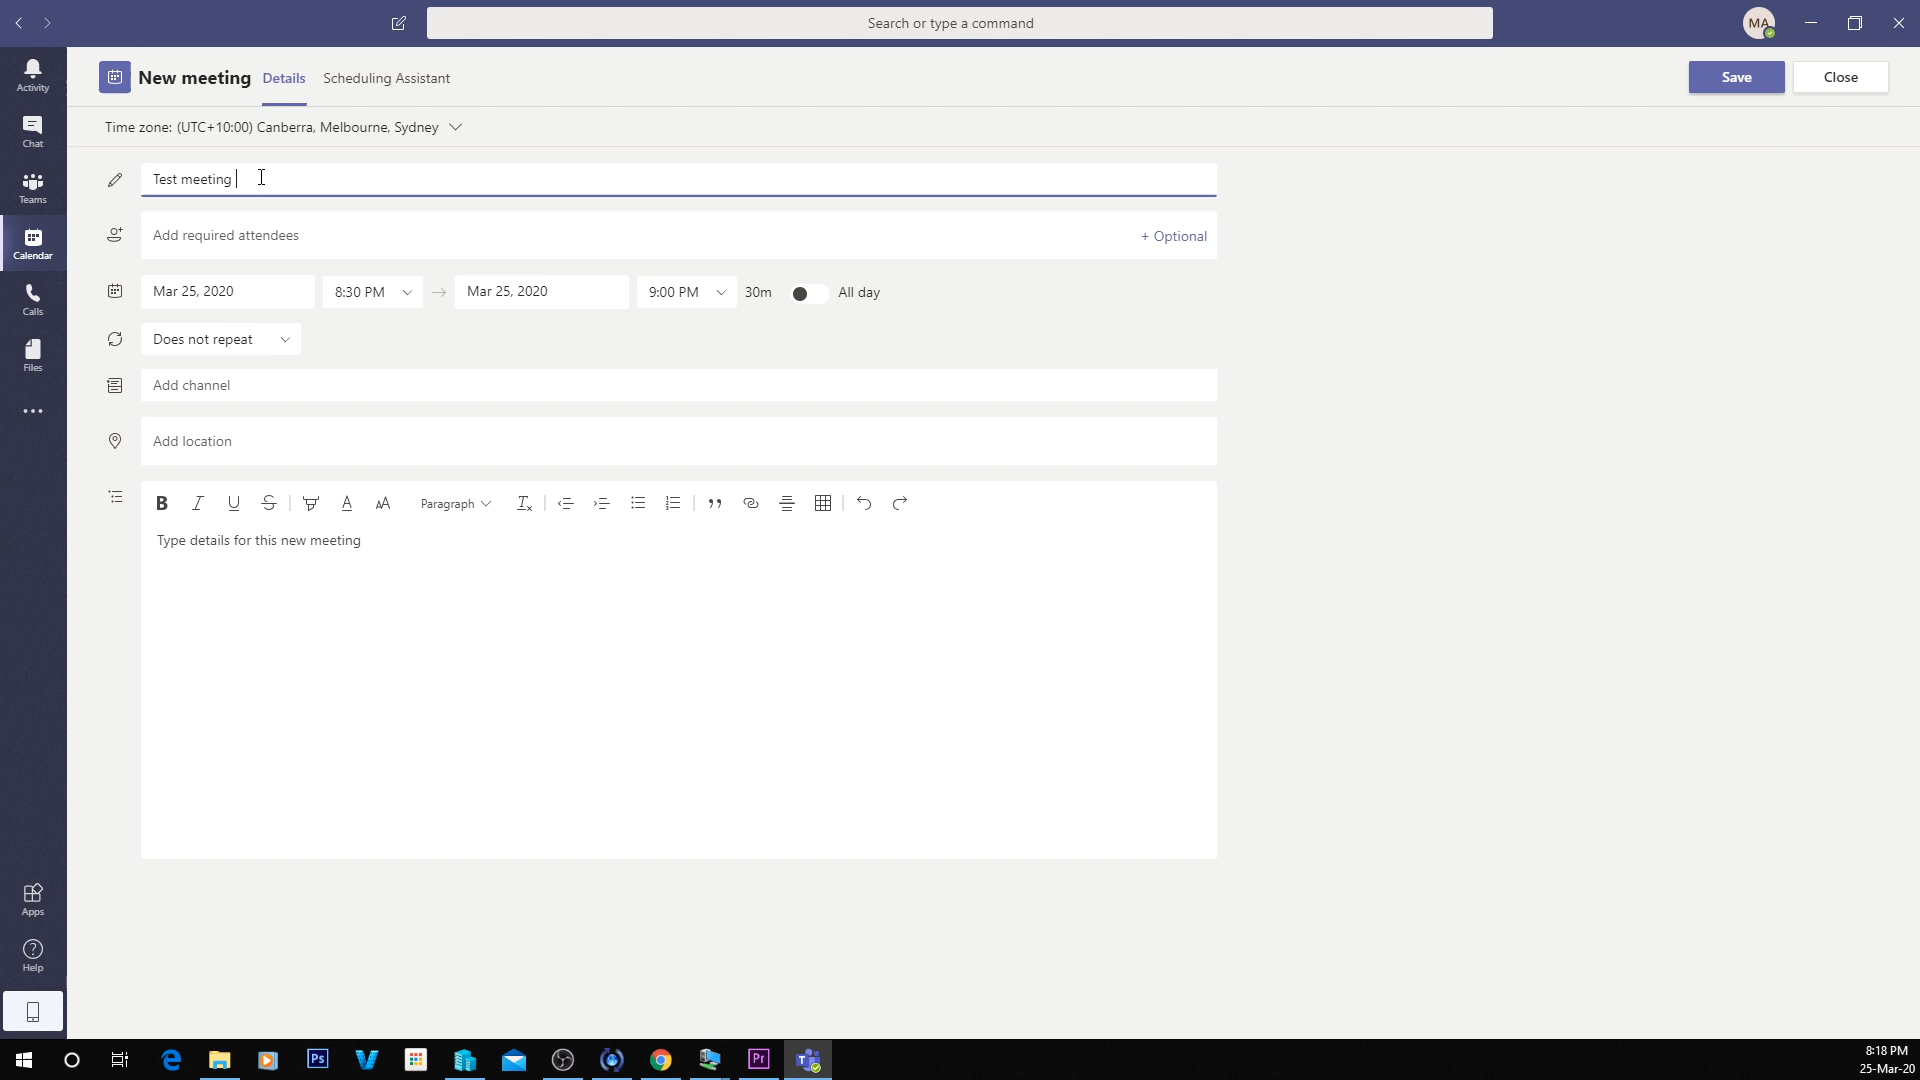 Search or type a command
MA
Activity
Chat
Teams
Calendar
Calls
Files
Apps
Help
New meeting Details Scheduling Assistant
Save Close
Time zone: (UTC+10:00) Canberra, Melbourne, Sydney
Test meeting
Add required attendees + Optional
Mar 25, 2020 8:30 PM → Mar 25, 2020 9:00 PM 30m All day
Does not repeat
Add channel
Add location
B I U S A AA Paragraph
Type details for this new meeting
Ps Pr T
8:18 PM
25-Mar-20